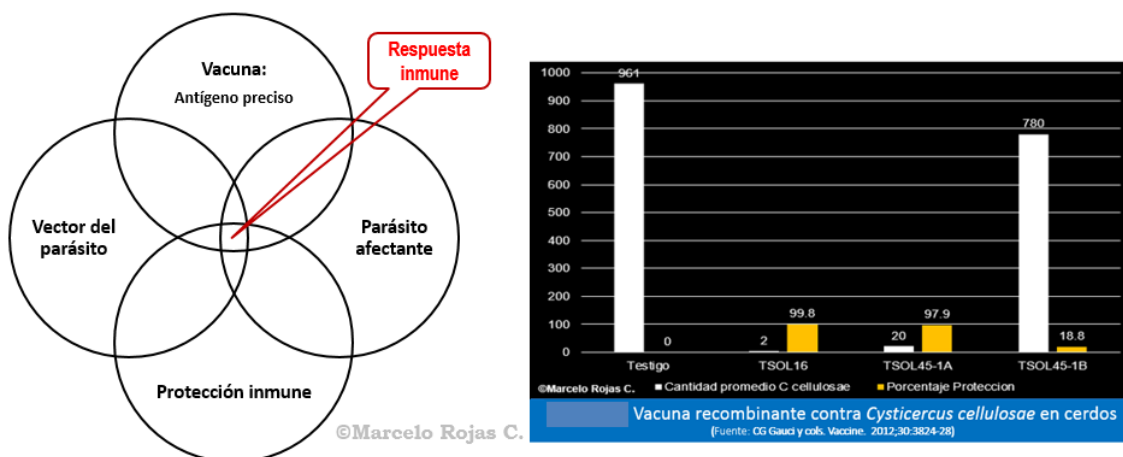 Vacuna:
Antígeno preciso
Respuesta
inmune
Vector del
parásito
Parásito
afectante
Protección inmune
©Marcelo Rojas C.
1000
900
800
700
600
500
400
300
200
100
0
961
0
2
99.8
20
97.9
780
18.8
Testigo
TSOL16
TSOL45-1A
TSOL45-1B
©Marcelo Rojas C.
Cantidad promedio C cellulosae
Porcentaje Proteccion
Vacuna recombinante contra Cysticercus cellulosae en cerdos
(Fuente: CG Gauci y cols. Vaccine. 2012;30:3824-28)